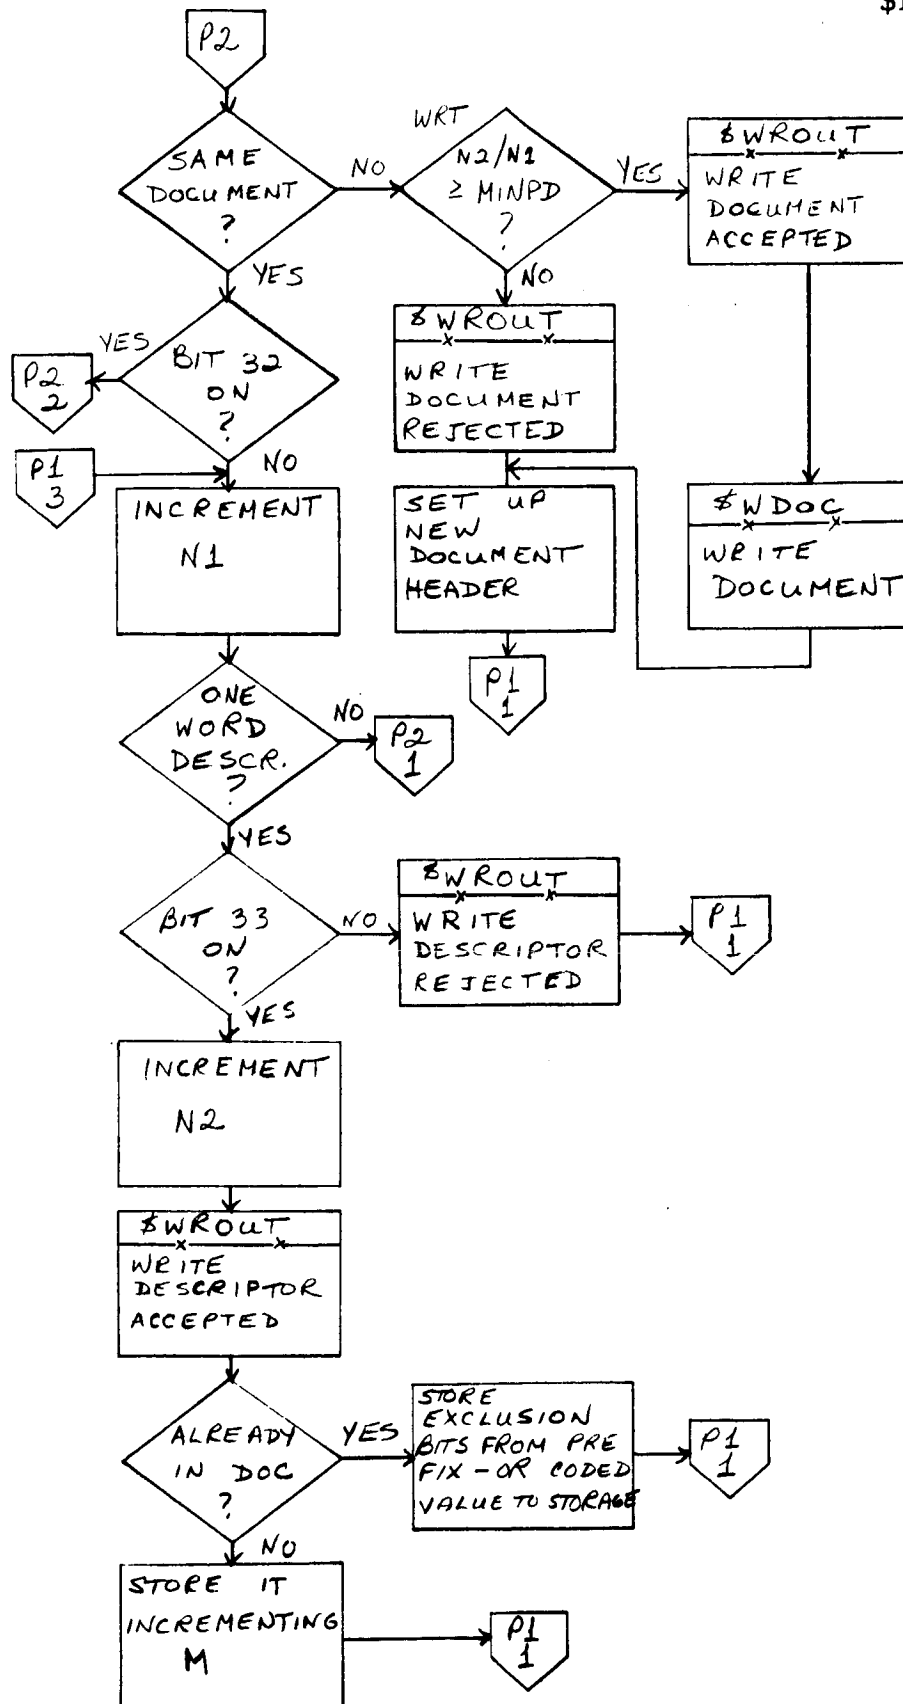 $1
P2
SAME
DOCUMENT
?
NO
WRT
N2/N1
≥ MINPD
?
YES
$WROUT
WRITE
DOCUMENT
ACCEPTED
YES
NO
$WROUT
WRITE
DOCUMENT
REJECTED
YES
BIT 32
ON
?
P2
2
NO
P1
3
INCREMENT
N1
SET UP
NEW
DOCUMENT
HEADER
$WDOC
WRITE
DOCUMENT
P1
1
ONE
WORD
DESCR.
?
NO
P2
1
YES
BIT 33
ON
?
NO
$WROUT
WRITE
DESCRIPTOR
REJECTED
P1
1
YES
INCREMENT
N2
$WROUT
WRITE
DESCRIPTOR
ACCEPTED
ALREADY
IN DOC
?
YES
STORE
EXCLUSION
BITS FROM PRE
FIX - OR CODED
VALUE TO STORAGE
P1
1
NO
STORE IT
INCREMENTING
M
P1
1